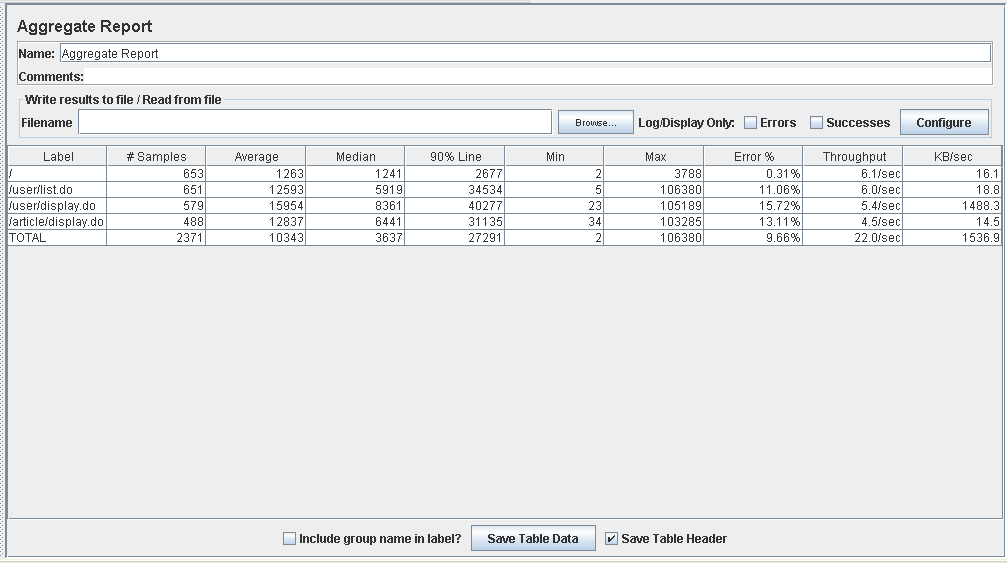 Aggregate Report
Name: Aggregate Report
Comments:
Write results to file / Read from file
Filename Browse... Log/Display Only: Errors Successes Configure
Label # Samples Average Median 90% Line Min Max Error % Throughput KB/sec
/ 653 1263 1241 2677 2 3788 0.31% 6.1/sec 16.1
/user/list.do 651 12593 5919 34534 5 106380 11.06% 6.0/sec 18.8
/user/display.do 579 15954 8361 40277 23 105189 15.72% 5.4/sec 1488.3
/article/display.do 488 12837 6441 31135 34 103285 13.11% 4.5/sec 14.5
TOTAL 2371 10343 3637 27291 2 106380 9.66% 22.0/sec 1536.9
Include group name in label? Save Table Data Save Table Header